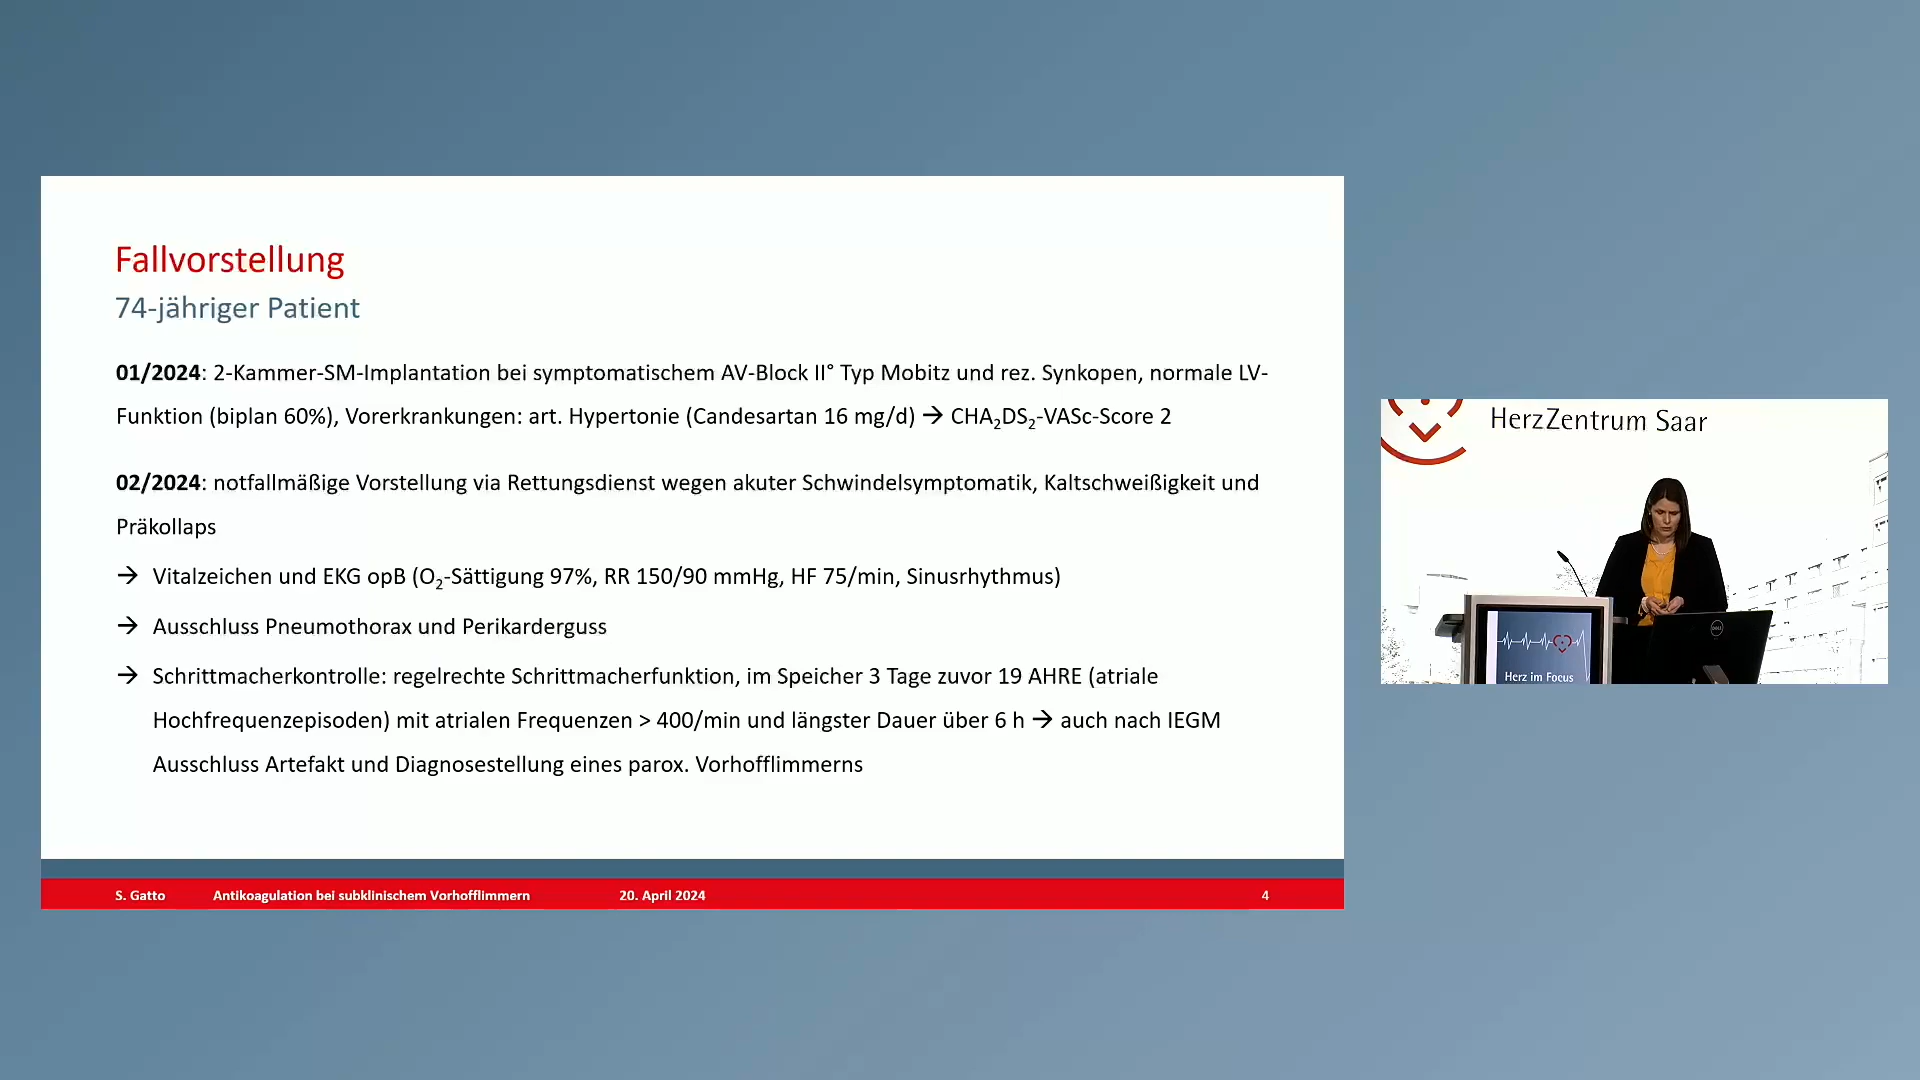 Fallvorstellung
74-jähriger Patient
01/2024: 2-Kammer-SM-Implantation bei symptomatischem AV-Block II° Typ Mobitz und rez. Synkopen, normale LV-
Funktion (biplan 60%), Vorerkrankungen: art. Hypertonie (Candesartan 16 mg/d) → CHA₂DS₂-VASc-Score 2
02/2024: notfallmäßige Vorstellung via Rettungsdienst wegen akuter Schwindelsymptomatik, Kaltschweißigkeit und
Präkollaps
→ Vitalzeichen und EKG opB (O₂-Sättigung 97%, RR 150/90 mmHg, HF 75/min, Sinusrhythmus)
→ Ausschluss Pneumothorax und Perikarderguss
→ Schrittmacherkontrolle: regelrechte Schrittmacherfunktion, im Speicher 3 Tage zuvor 19 AHRE (atriale
Hochfrequenzepisoden) mit atrialen Frequenzen > 400/min und längster Dauer über 6 h → auch nach IEGM
Ausschluss Artefakt und Diagnosestellung eines parox. Vorhofflimmerns
S. Gatto Antikoagulation bei subklinischem Vorhofflimmern 20. April 2024 4
HerzZentrum Saar
DELL
Herz im Focus